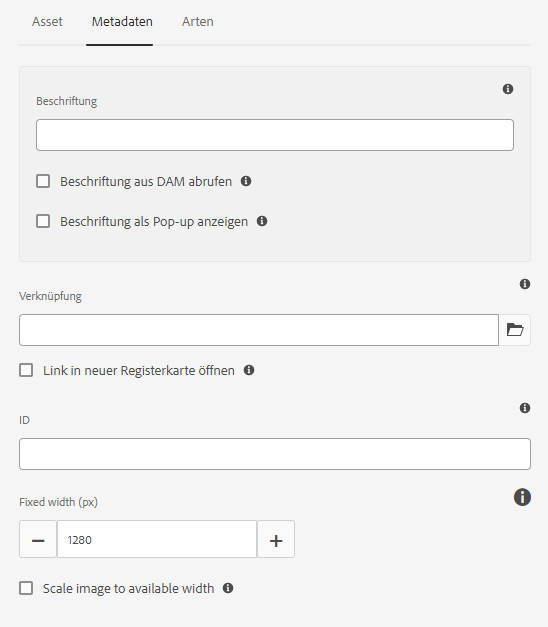 Asset Metadaten Arten
Beschriftung
Beschriftung aus DAM abrufen
Beschriftung als Pop-up anzeigen
Verknüpfung
Link in neuer Registerkarte öffnen
ID
Fixed width (px)
1280
Scale image to available width